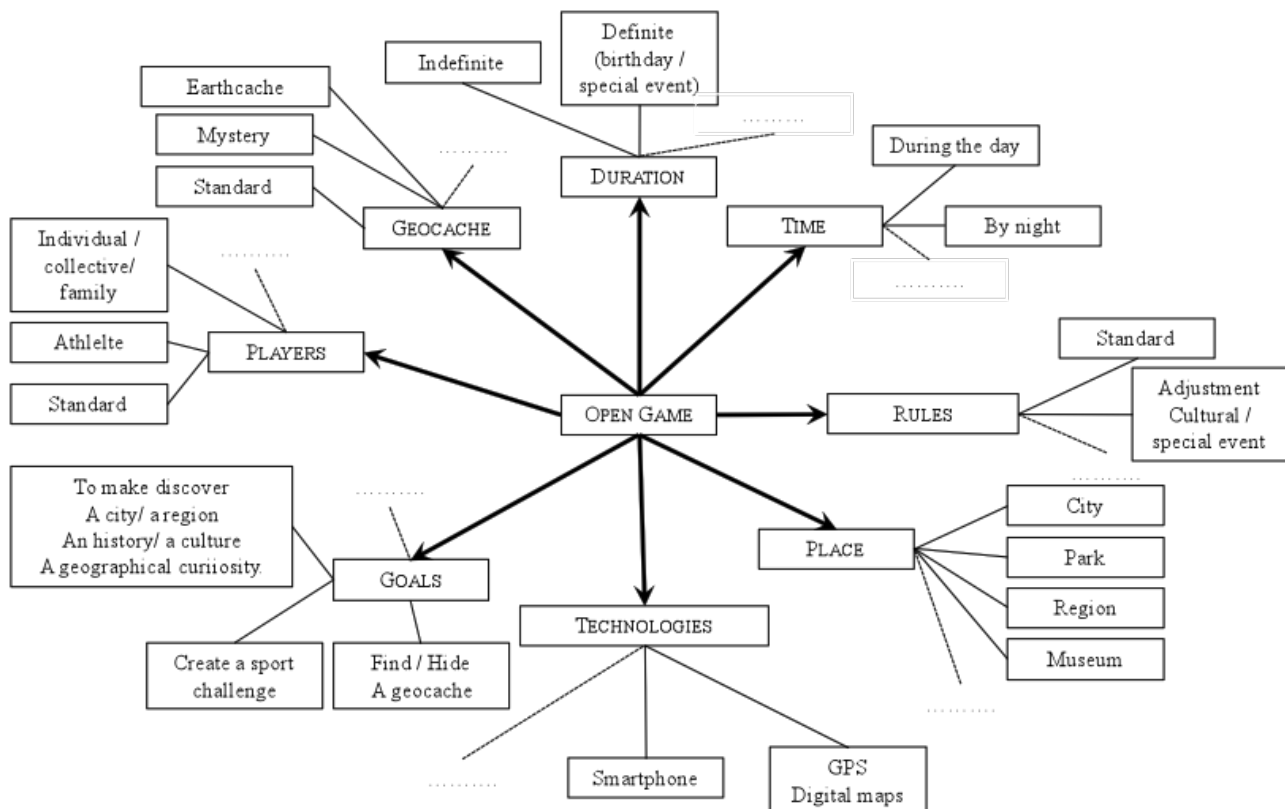 Definite
(birthday /
special event)
Indefinite
Earthcache
Mystery
Standard
……….
………
DURATION
During the day
GEOCACHE
TIME
By night
……….
Individual /
collective/
family
……….
Athlelte
Standard
PLAYERS
OPEN GAME
RULES
Standard
Adjustment
Cultural /
special event
……….
To make discover
A city/ a region
An history/ a culture
A geographical curiiosity.
……….
GOALS
Create a sport
challenge
Find / Hide
A geocache
TECHNOLOGIES
……….
Smartphone
GPS
Digital maps
PLACE
City
Park
Region
Museum
……….